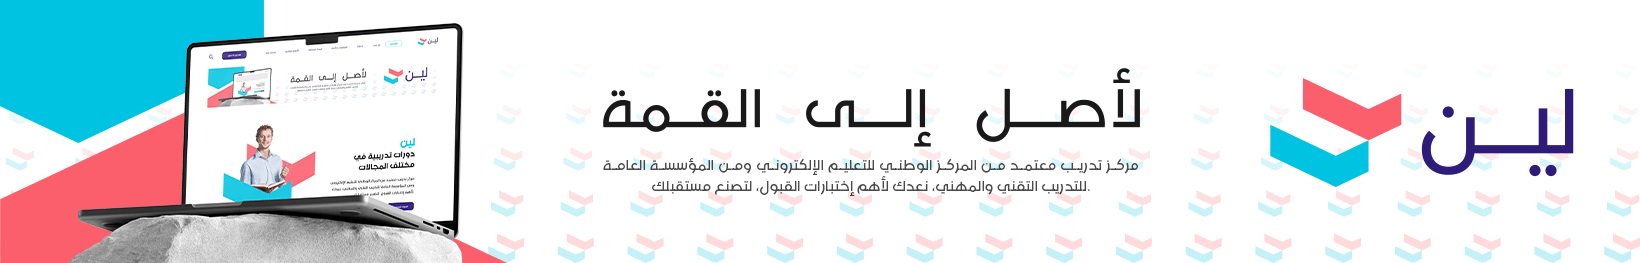 لين
لأصل إلى القمة
مركز تدريب معتمد من المركز الوطني للتعليم الإلكتروني ومن المؤسسة العامة
للتدريب التقني والمهني، نعدك لأهم إختبارات القبول، لتصنع مستقبلك.
لين
لين
لأصل إلى القمة
لين
دورات تدريبية في
مختلف المجالات